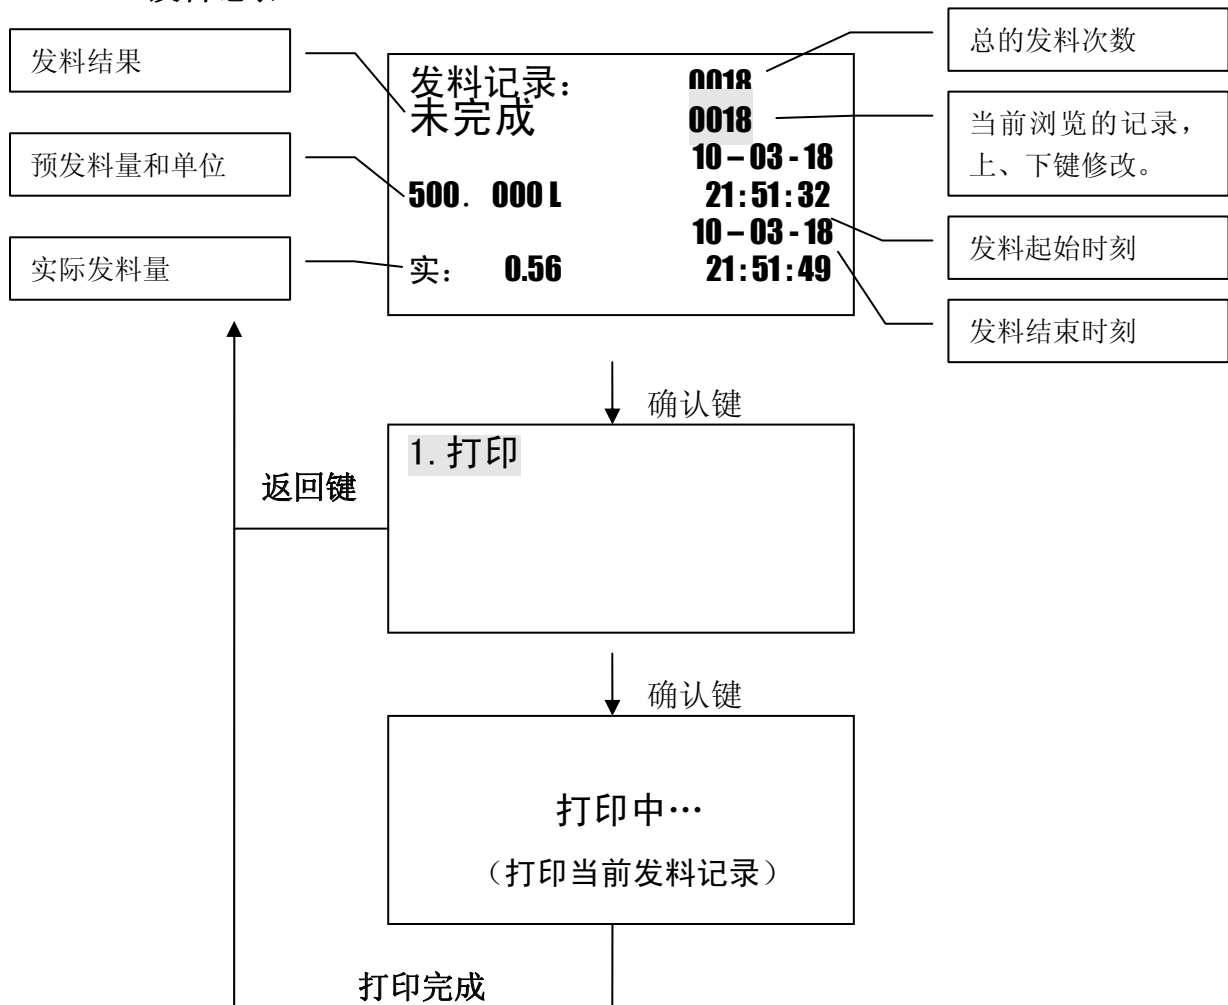 发料结果
预发料量和单位
实际发料量
发料记录： 0018
未完成 0018
10 – 03 - 18
500. 000 L 21 : 51 : 32
10 – 03 - 18
实： 0.56 21 : 51 : 49
总的发料次数
当前浏览的记录，
上、下键修改。
发料起始时刻
发料结束时刻
确认键
1. 打印
返回键
确认键
打印中…
（打印当前发料记录）
打印完成